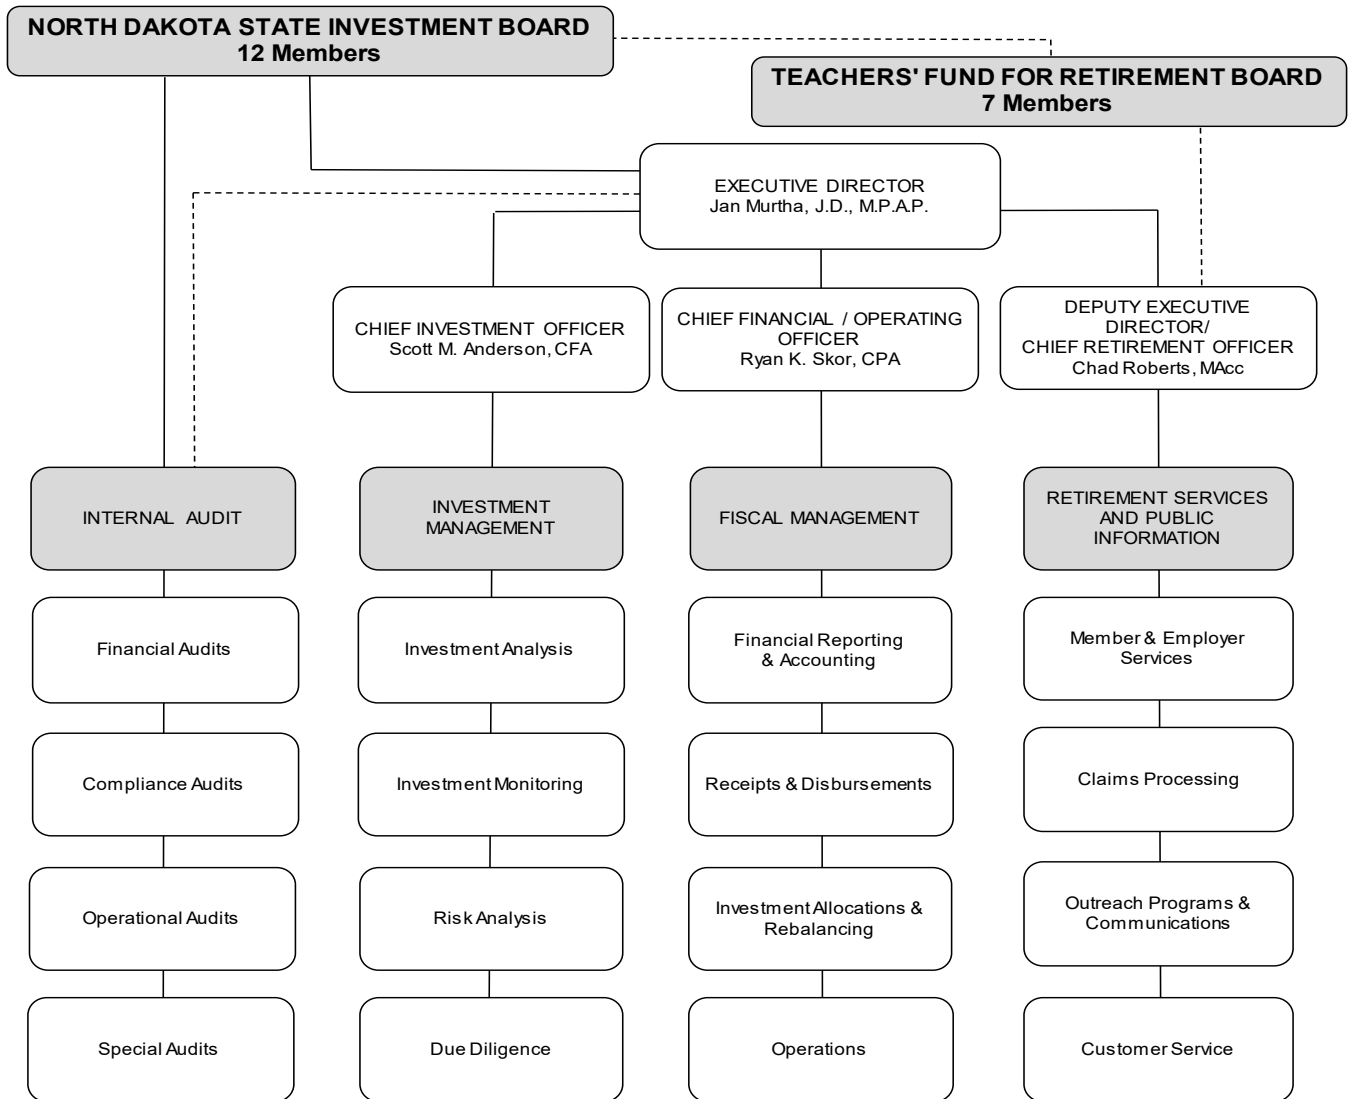 NORTH DAKOTA STATE INVESTMENT BOARD
12 Members
TEACHERS' FUND FOR RETIREMENT BOARD
7 Members
EXECUTIVE DIRECTOR
Jan Murtha, J.D., M.P.A.P.
CHIEF INVESTMENT OFFICER
Scott M. Anderson, CFA
CHIEF FINANCIAL / OPERATING
OFFICER
Ryan K. Skor, CPA
DEPUTY EXECUTIVE
DIRECTOR/
CHIEF RETIREMENT OFFICER
Chad Roberts, MAcc
INTERNAL AUDIT
INVESTMENT
MANAGEMENT
FISCAL MANAGEMENT
RETIREMENT SERVICES
AND PUBLIC
INFORMATION
Financial Audits
Investment Analysis
Financial Reporting
& Accounting
Member & Employer
Services
Compliance Audits
Investment Monitoring
Receipts & Disbursements
Claims Processing
Operational Audits
Risk Analysis
Investment Allocations &
Rebalancing
Outreach Programs &
Communications
Special Audits
Due Diligence
Operations
Customer Service